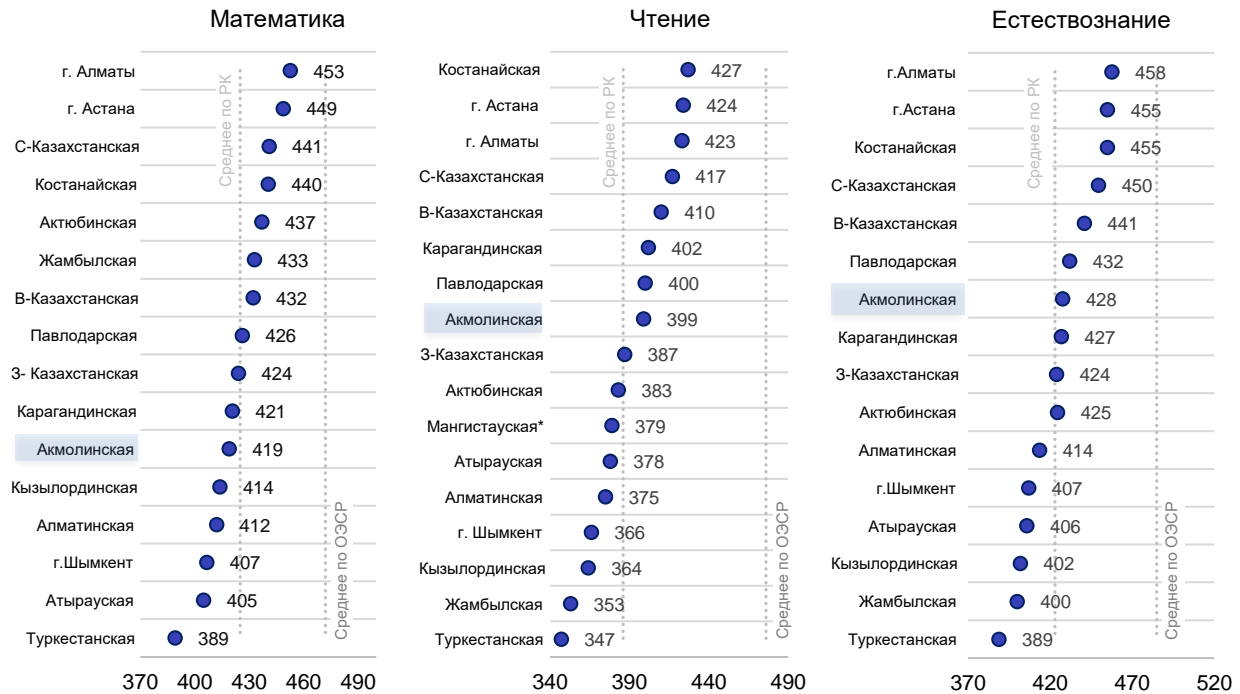 Математика
г. Алматы 453
г. Астана 449
С-Казахстанская 441
Костанайская 440
Актюбинская 437
Жамбылская 433
В-Казахстанская 432
Павлодарская 426
З- Казахстанская 424
Карагандинская 421
Акмолинская 419
Кызылординская 414
Алматинская 412
г.Шымкент 407
Атырауская 405
Туркестанская 389
Среднее по РК
Среднее по ОЭСР
370 400 430 460 490
Чтение
Костанайская 427
г. Астана 424
г. Алматы 423
С-Казахстанская 417
В-Казахстанская 410
Карагандинская 402
Павлодарская 400
Акмолинская 399
З-Казахстанская 387
Актюбинская 383
Мангистауская* 379
Атырауская 378
Алматинская 375
г. Шымкент 366
Кызылординская 364
Жамбылская 353
Туркестанская 347
Среднее по РК
Среднее по ОЭСР
340 390 440 490
Естествознание
г.Алматы 458
г.Астана 455
Костанайская 455
С-Казахстанская 450
В-Казахстанская 441
Павлодарская 432
Акмолинская 428
Карагандинская 427
З-Казахстанская 424
Актюбинская 425
Алматинская 414
г.Шымкент 407
Атырауская 406
Кызылординская 402
Жамбылская 400
Туркестанская 389
Среднее по РК
Среднее по ОЭСР
370 420 470 520